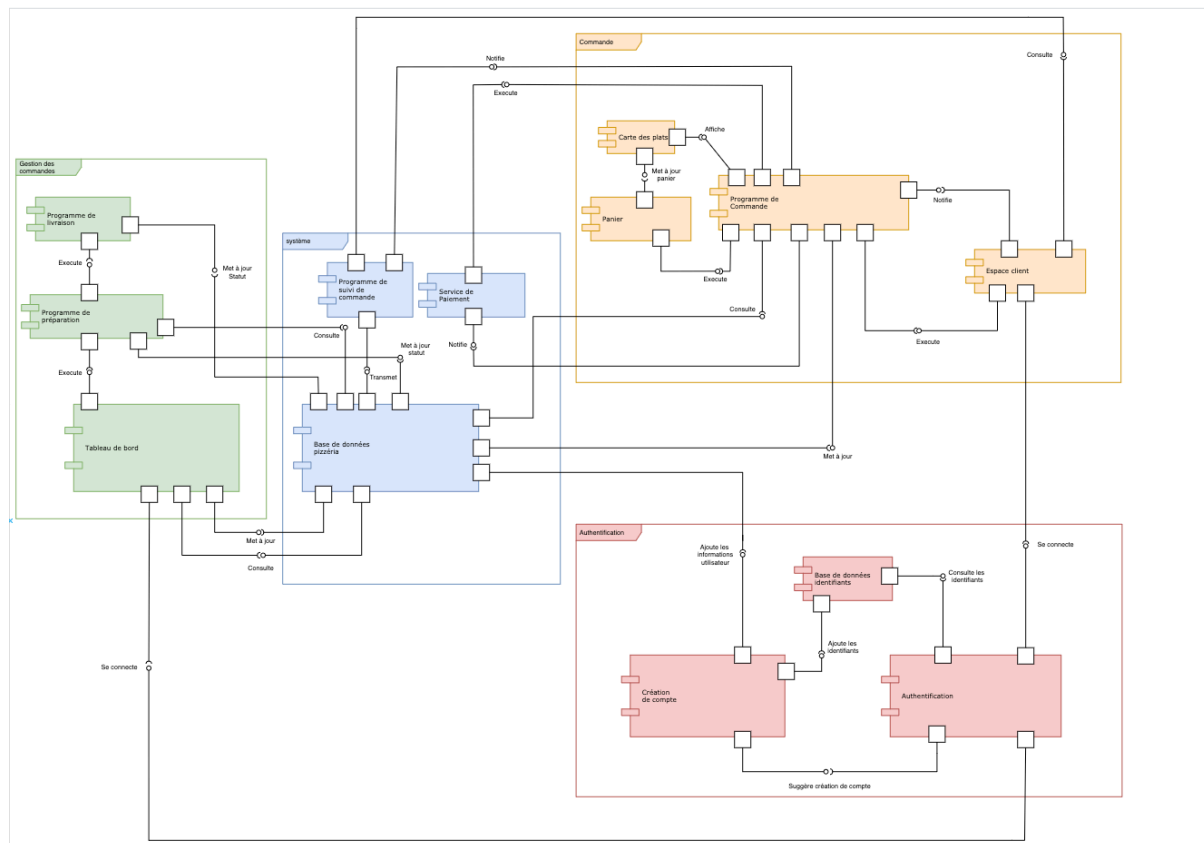 Commande
Consulte
Notifie
Execute
Carte des plats
Affiche
Met à jour
panier
Programme de
Commande
Panier
Notifie
Execute
Espace client
Consulte
Execute
Gestion des
commandes
Programme de
livraison
Execute
Met à jour
Statut
Programme de
préparation
Execute
Tableau de bord
système
Programme de
suivi de
commande
Service de
Paiement
Consulte
Notifie
Met à jour
statut
Transmet
Base de données
pizzéria
Met à jour
Met à jour
Consulte
Authentification
Ajoute les
informations
utilisateur
Base de données
identifiants
Consulte les
identifiants
Se connecte
Ajoute les
identifiants
Se connecte
Création
de compte
Authentification
Suggère création de compte